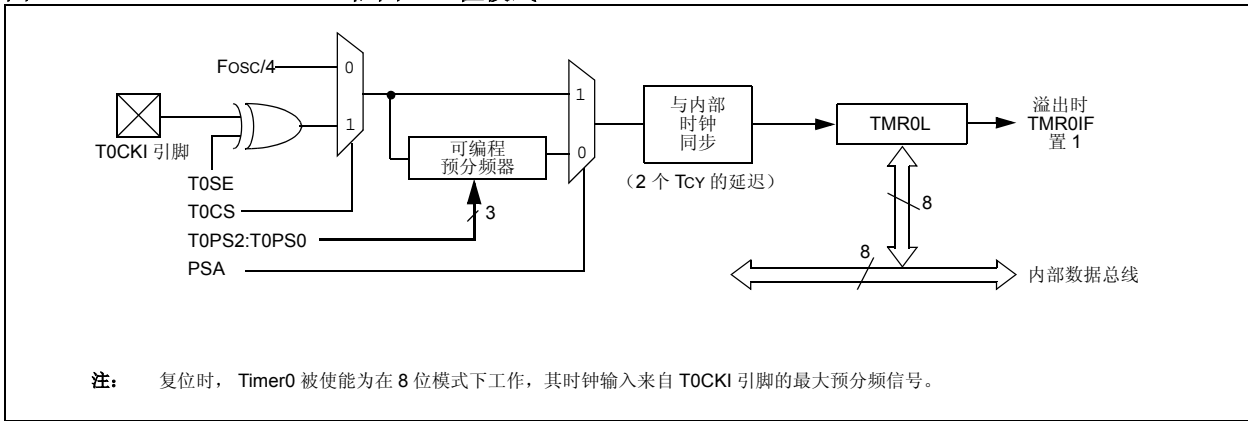 FOSC/4
0
1
T0CKI 引脚
T0SE
T0CS
T0PS2:T0PS0
PSA
可编程
预分频器
3
1
0
与内部
时钟
同步
（2 个 TCY 的延迟）
TMR0L
溢出时
TMR0IF
置 1
8
8
内部数据总线
注： 复位时， Timer0 被使能为在 8 位模式下工作，其时钟输入来自 T0CKI 引脚的最大预分频信号。